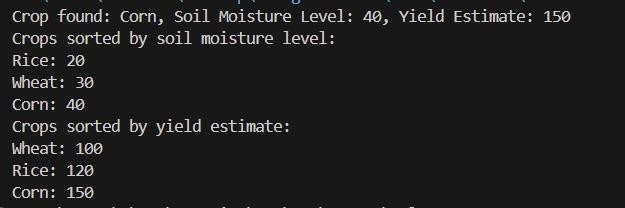 Crop found: Corn, Soil Moisture Level: 40, Yield Estimate: 150
Crops sorted by soil moisture level:
Rice: 20
Wheat: 30
Corn: 40
Crops sorted by yield estimate:
Wheat: 100
Rice: 120
Corn: 150